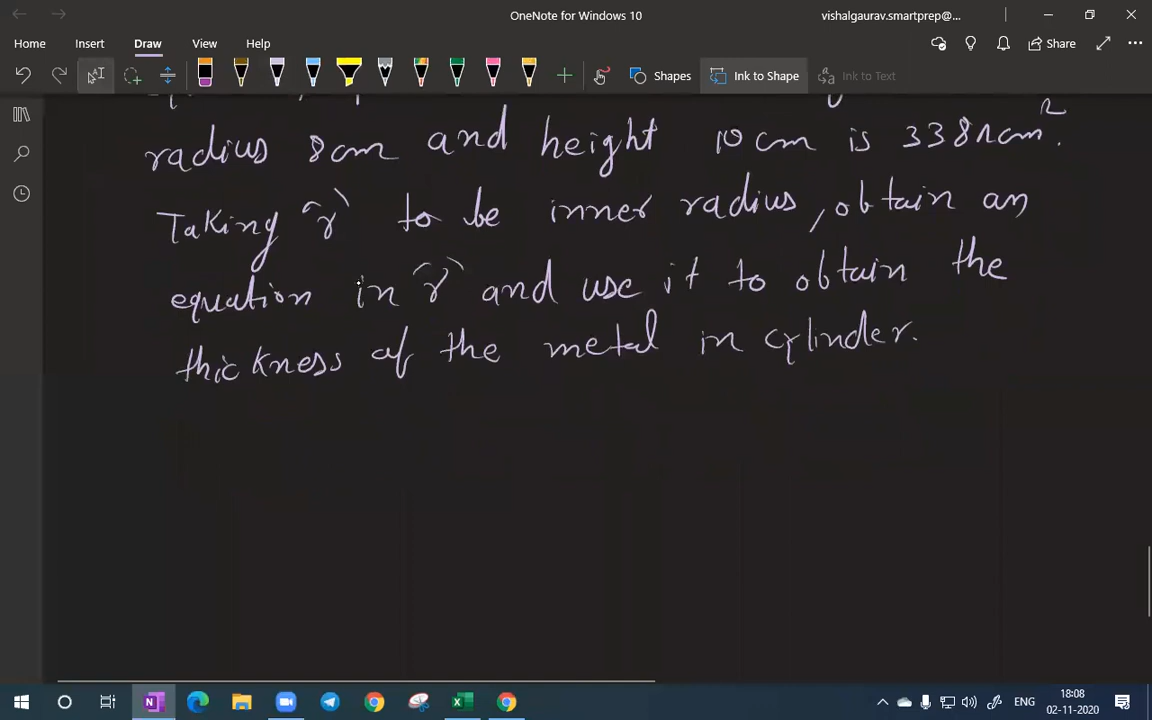 OneNote for Windows 10
vishalgaurav.smartprep@...
Home Insert Draw View Help
Share
Shapes Ink to Shape Ink to Text
radius 8cm and height 10cm is 338πcm².
Taking "r" to be inner radius, obtain an
equation in "r" and use it to obtain the
thickness of the metal in cylinder.
ENG
18:08
02-11-2020